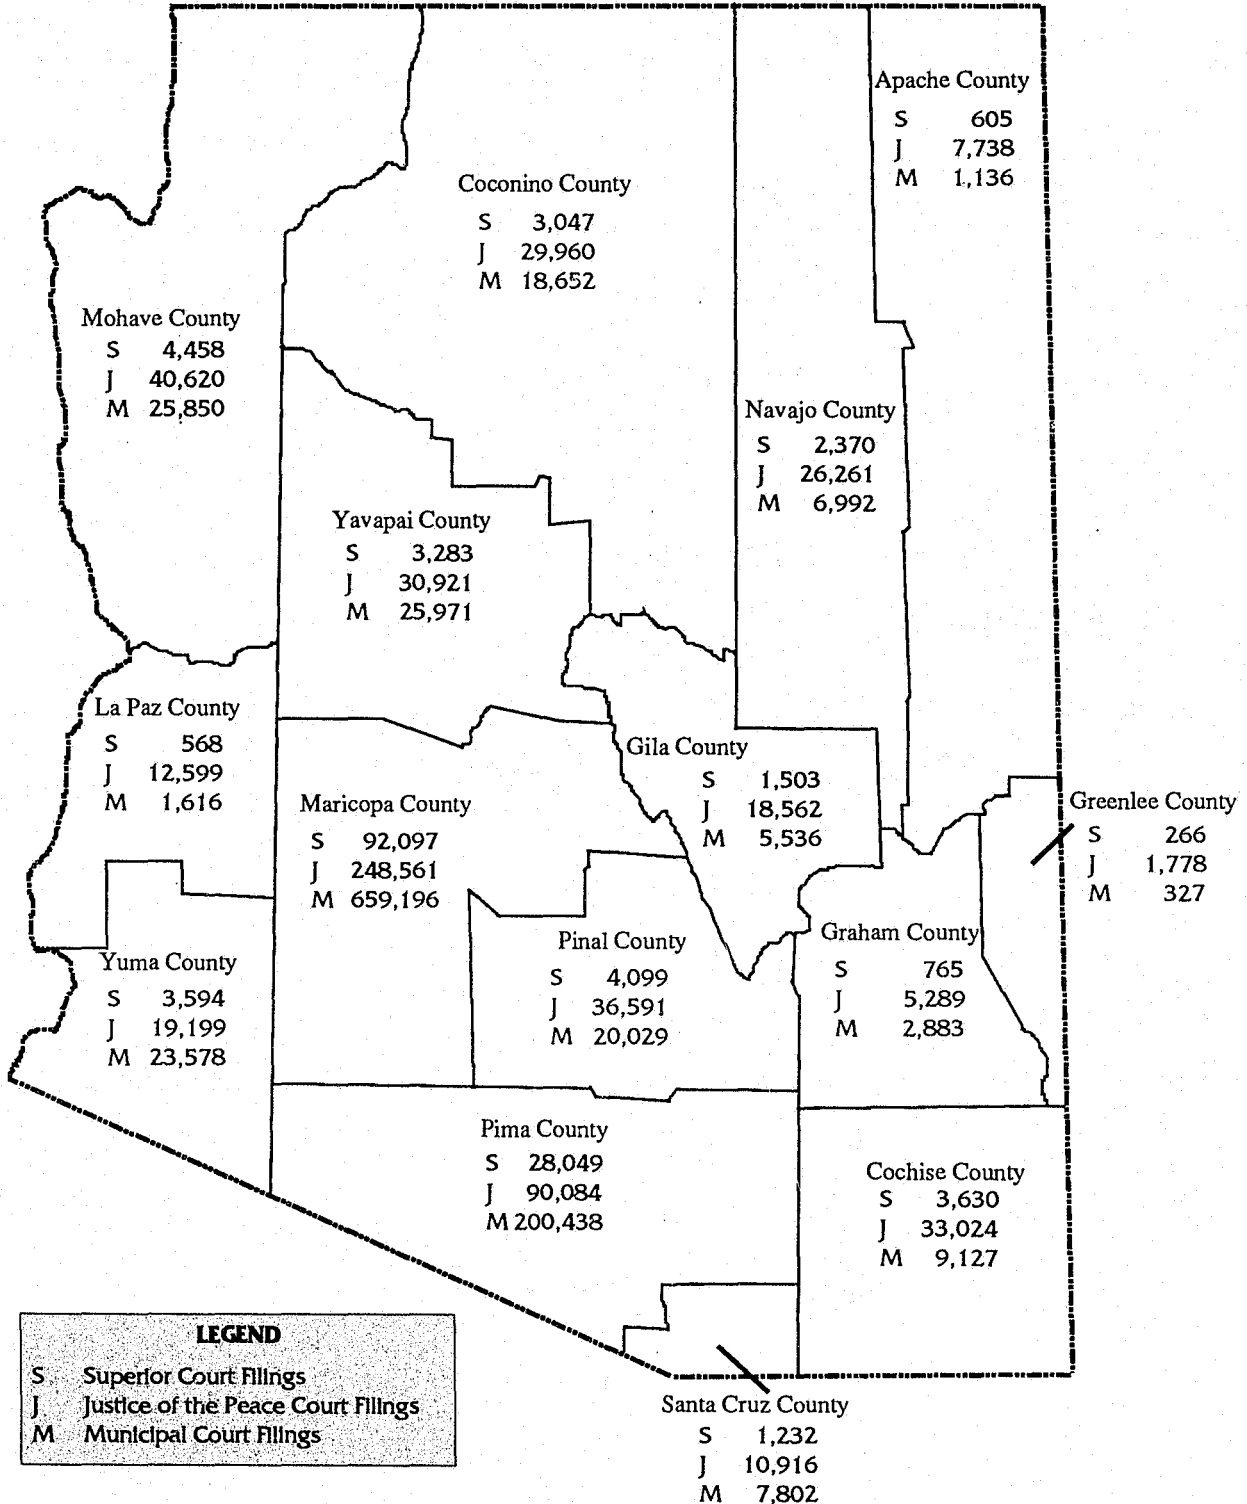 Apache County
S 605
J 7,738
M 1,136
Coconino County
S 3,047
J 29,960
M 18,652
Mohave County
S 4,458
J 40,620
M 25,850
Navajo County
S 2,370
J 26,261
M 6,992
Yavapai County
S 3,283
J 30,921
M 25,971
La Paz County
S 568
J 12,599
M 1,616
Gila County
S 1,503
J 18,562
M 5,536
Maricopa County
S 92,097
J 248,561
M 659,196
Greenlee County
S 266
J 1,778
M 327
Pinal County
S 4,099
J 36,591
M 20,029
Graham County
S 765
J 5,289
M 2,883
Yuma County
S 3,594
J 19,199
M 23,578
Pima County
S 28,049
J 90,084
M 200,438
Cochise County
S 3,630
J 33,024
M 9,127
LEGEND
S Superior Court Filings
J Justice of the Peace Court Filings
M Municipal Court Filings
Santa Cruz County
S 1,232
J 10,916
M 7,802